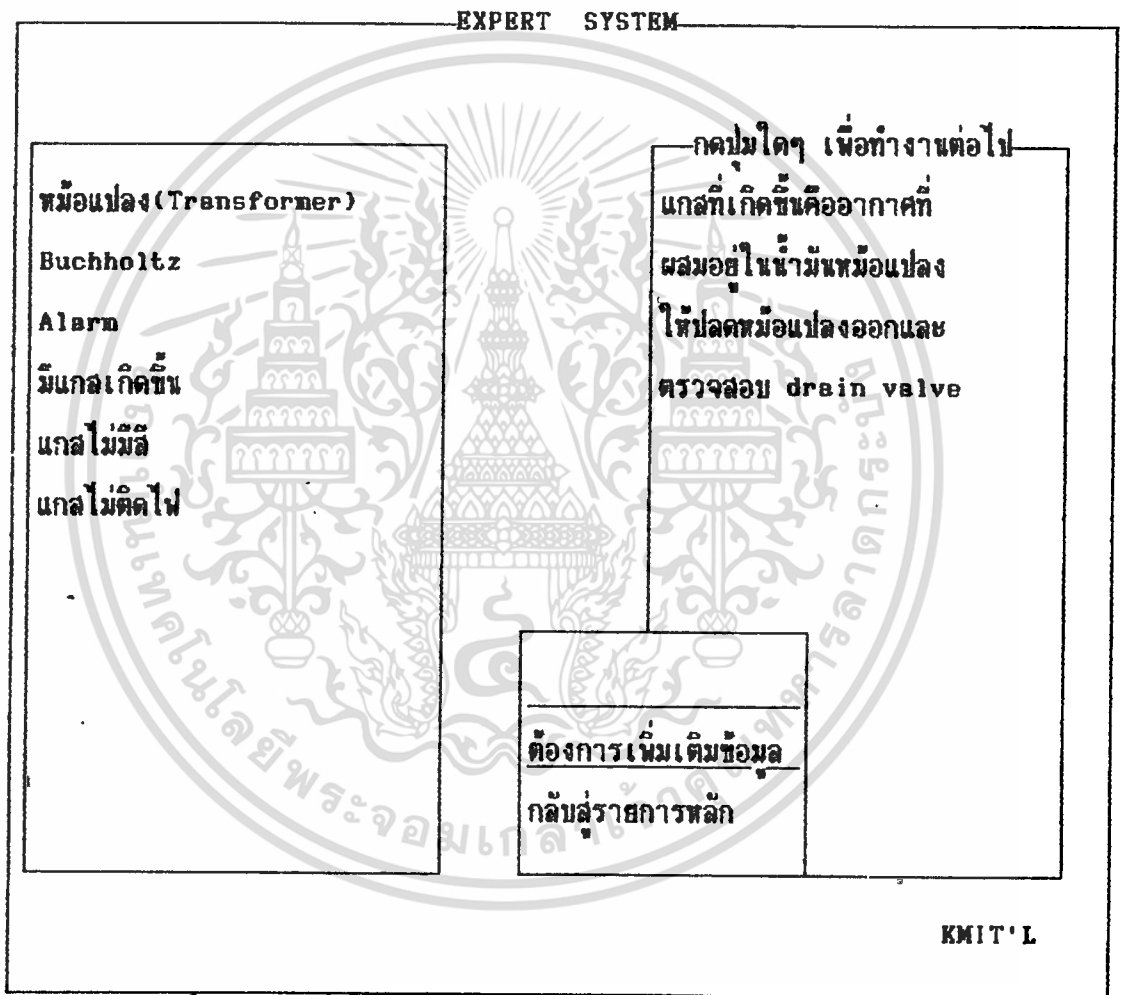 EXPERT SYSTEM
หม้อแปลง(Transformer)
Buchholtz
Alarm
มีแกสเกิดขึ้น
แกสไม่มีสี
แกสไม่ติดไฟ
กดปุ่มใดๆ เพื่อทำงานต่อไป
แกสที่เกิดขึ้นคืออากาศที่
ผสมอยู่ในน้ำมันหม้อแปลง
ให้ปลดหม้อแปลงออกและ
ตรวจสอบ drain valve
ต้องการเพิ่มเติมข้อมูล
กลับสู่รายการหลัก
KMIT'L